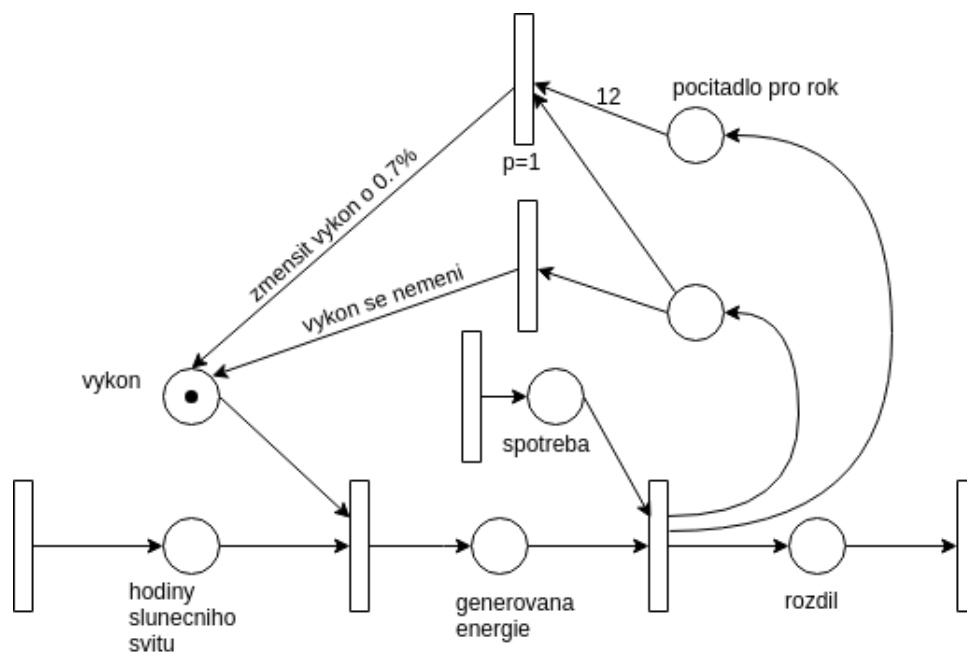 pocitadlo pro rok
12
p=1
zmensit vykon o 0.7%
vykon se nemeni
vykon
spotreba
hodiny
slunecniho
svitu
generovana
energie
rozdil